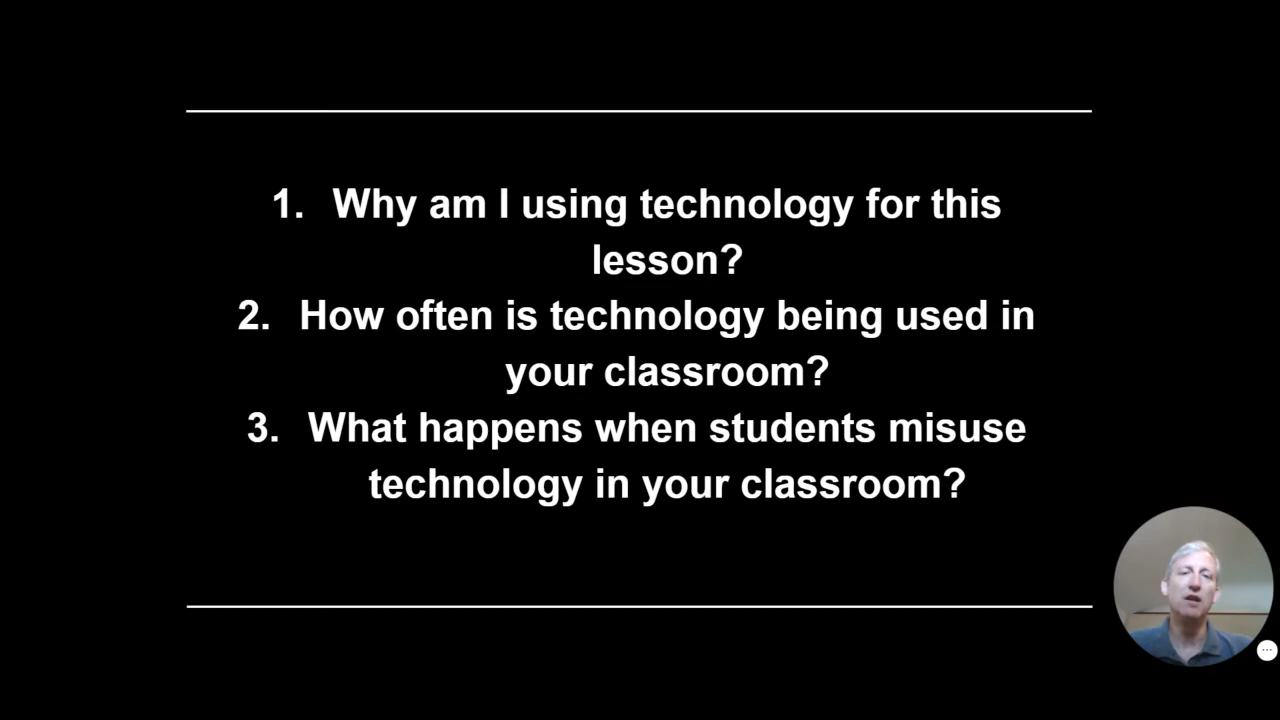 1. Why am I using technology for this
lesson?
2. How often is technology being used in
your classroom?
3. What happens when students misuse
technology in your classroom?